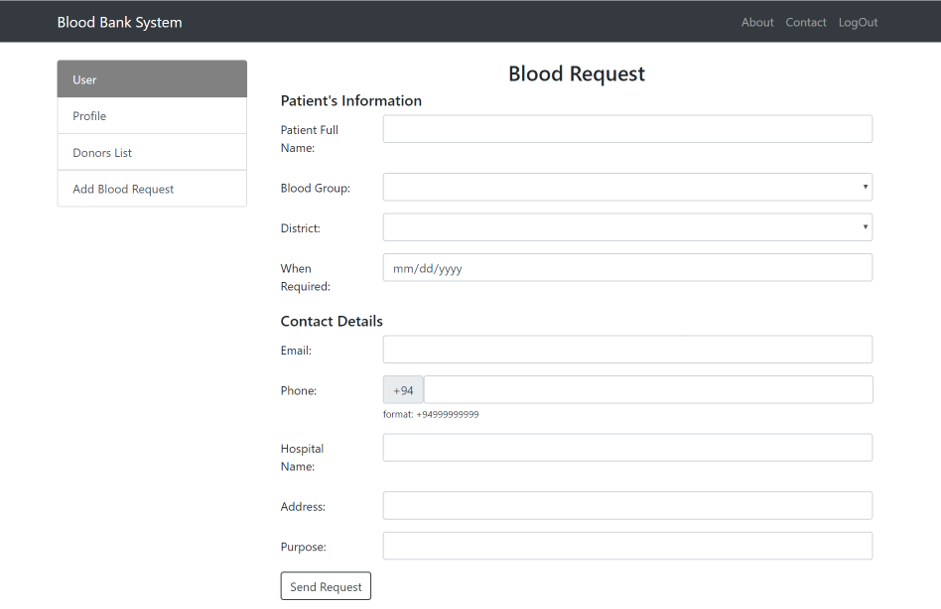 Blood Bank System
About Contact LogOut
User
Profile
Donors List
Add Blood Request
Blood Request
Patient's Information
Patient Full
Name:
Blood Group:
District:
When
Required:
mm/dd/yyyy
Contact Details
Email:
Phone:
+94
format: +94999999999
Hospital
Name:
Address:
Purpose:
Send Request